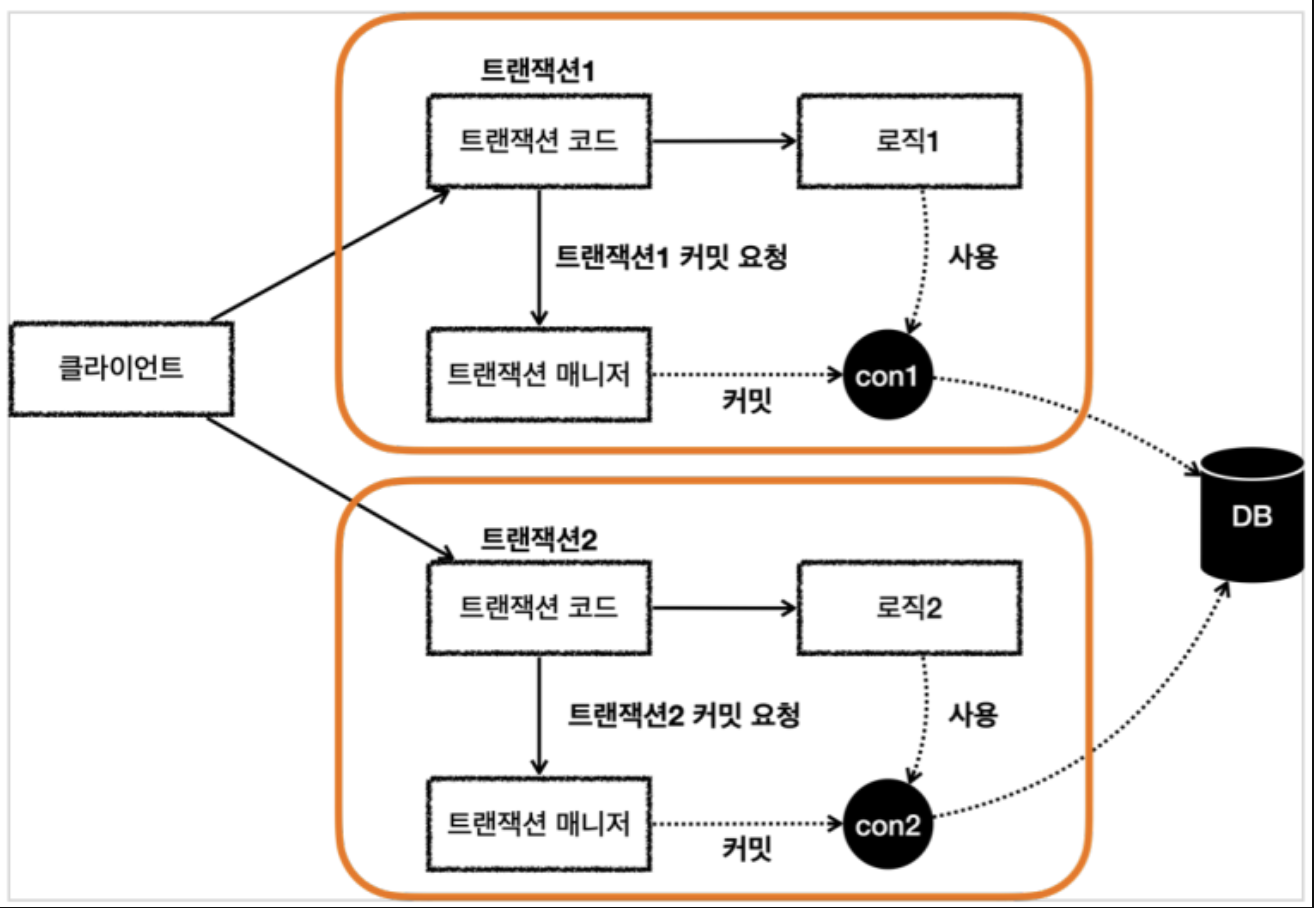 트랜잭션1
트랜잭션 코드
로직1
트랜잭션1 커밋 요청
사용
클라이언트
트랜잭션 매니저
커밋
con1
DB
트랜잭션2
트랜잭션 코드
로직2
트랜잭션2 커밋 요청
사용
트랜잭션 매니저
커밋
con2